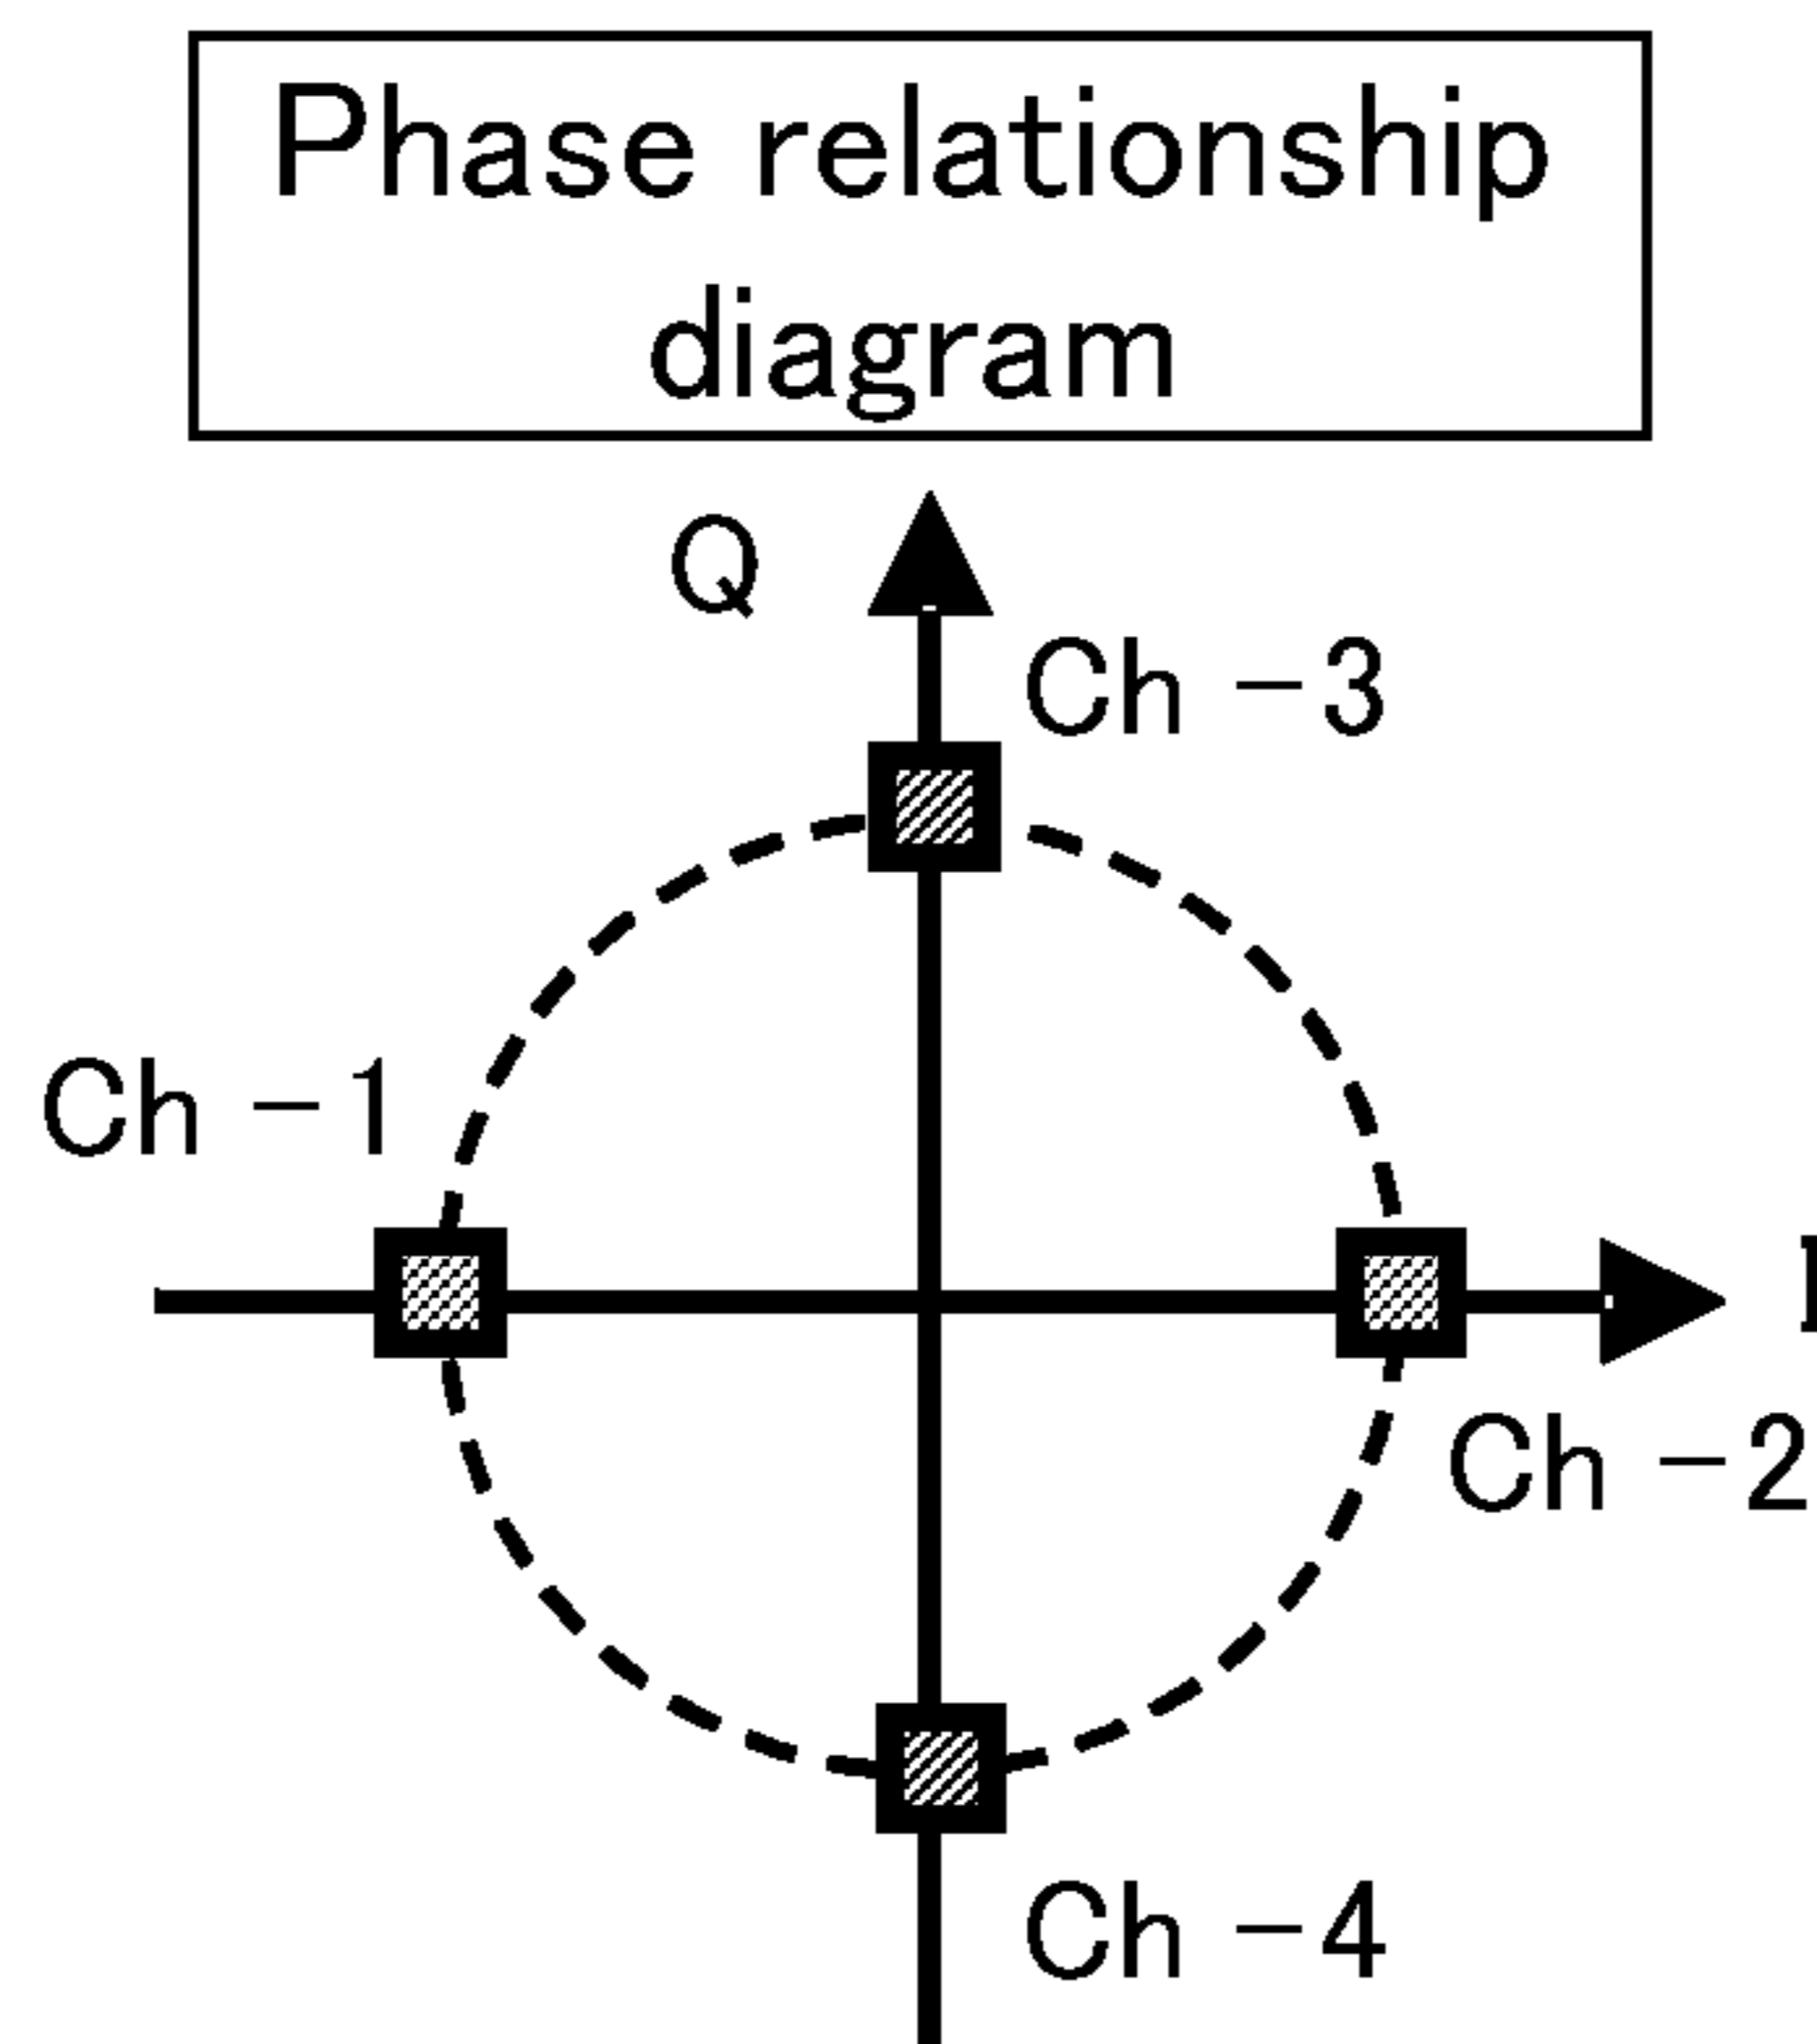 Phase relationship
diagram
Q
Ch -3
Ch -1
I
Ch -2
Ch -4